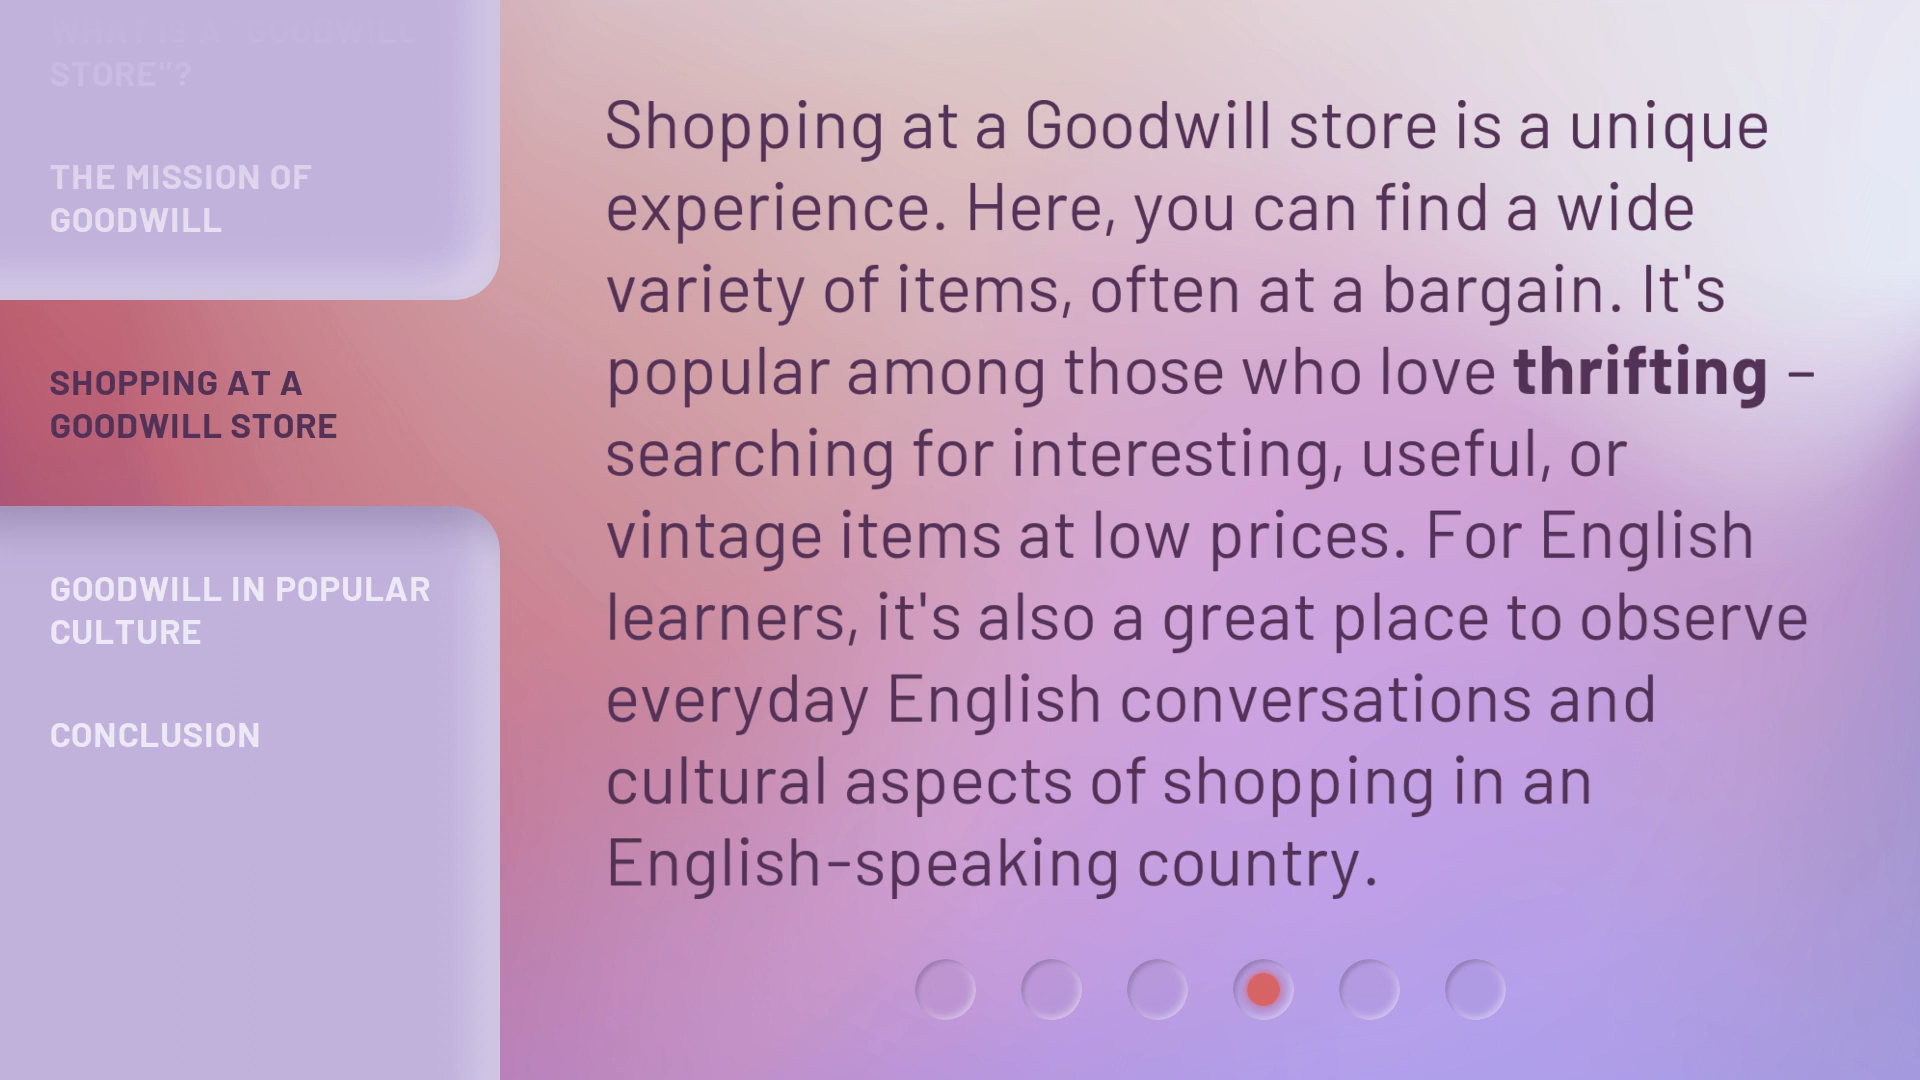 WHAT IS A "GOODWILL
STORE"?
THE MISSION OF
GOODWILL
SHOPPING AT A
GOODWILL STORE
GOODWILL IN POPULAR
CULTURE
CONCLUSION
Shopping at a Goodwill store is a unique
experience. Here, you can find a wide
variety of items, often at a bargain. It's
popular among those who love thrifting –
searching for interesting, useful, or
vintage items at low prices. For English
learners, it's also a great place to observe
everyday English conversations and
cultural aspects of shopping in an
English-speaking country.